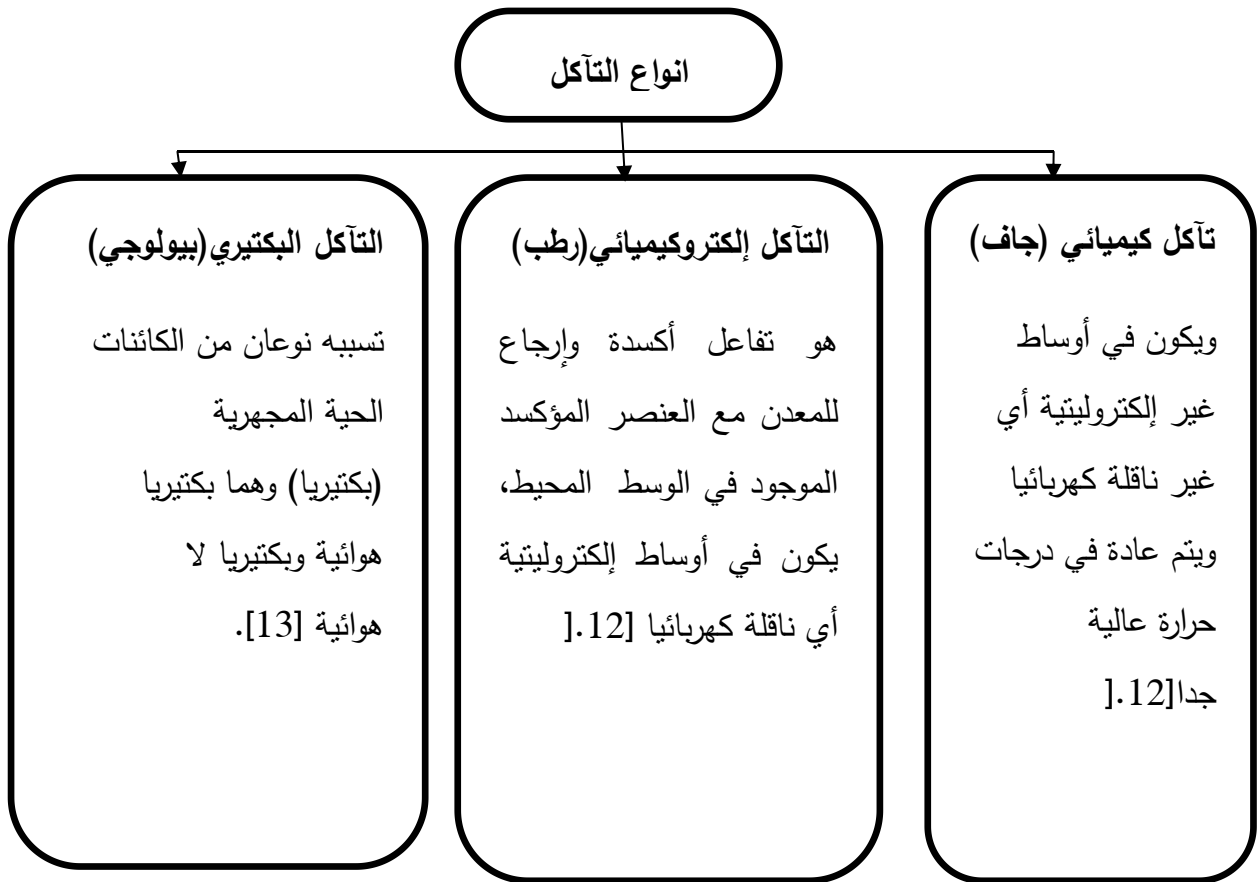 انواع التآكل
تآكل كيميائي (جاف)
ويكون في أوساط
غير إلكتروليتية أي
غير ناقلة كهربائيا
ويتم عادة في درجات
حرارة عالية
جدا[12.[
التآكل إلكتروكيميائي(رطب)
هو تفاعل أكسدة وإرجاع
للمعدن مع العنصر المؤكسد
الموجود في الوسط المحيط،
يكون في أوساط إلكتروليتية
أي ناقلة كهربائيا [12.[
التآكل البكتيري(بيولوجي)
تسببه نوعان من الكائنات
الحية المجهرية
(بكتيريا) وهما بكتيريا
هوائية وبكتيريا لا
هوائية [13].